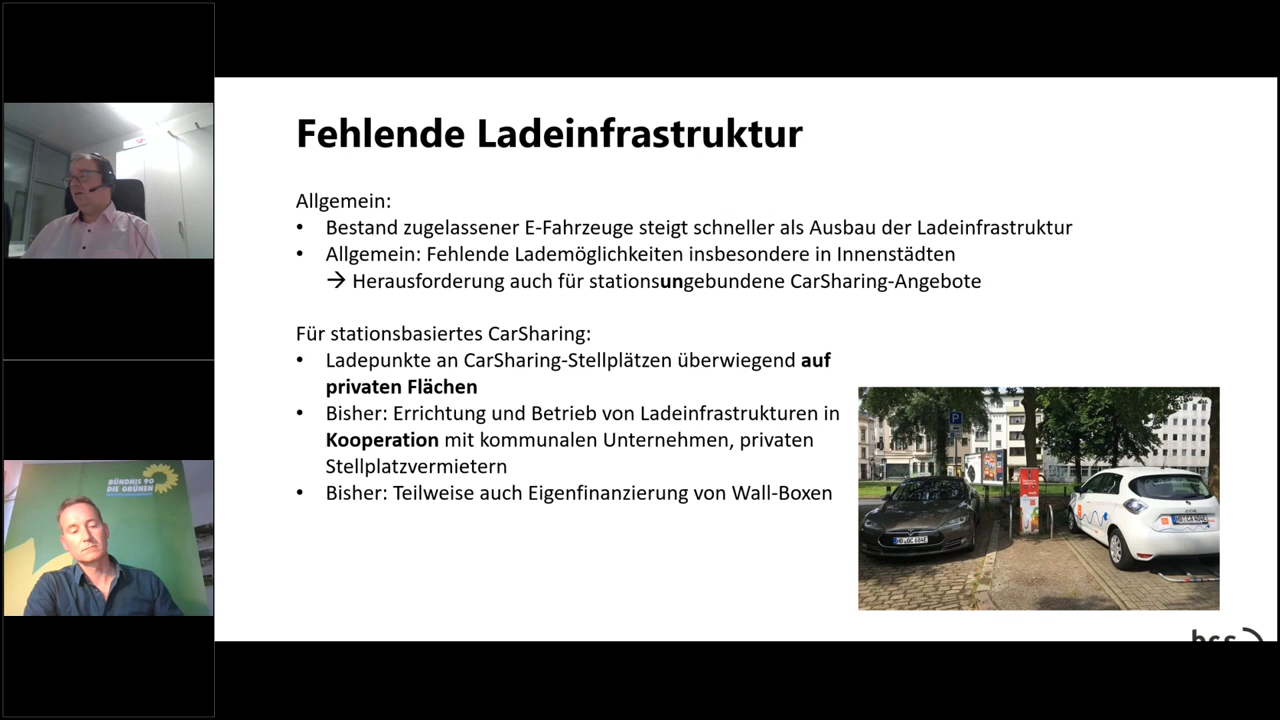 Fehlende Ladeinfrastruktur
Allgemein:
• Bestand zugelassener E-Fahrzeuge steigt schneller als Ausbau der Ladeinfrastruktur
• Allgemein: Fehlende Lademöglichkeiten insbesondere in Innenstädten
→ Herausforderung auch für stationsungebundene CarSharing-Angebote
Für stationsbasiertes CarSharing:
• Ladepunkte an CarSharing-Stellplätzen überwiegend auf
privaten Flächen
• Bisher: Errichtung und Betrieb von Ladeinfrastrukturen in
Kooperation mit kommunalen Unternehmen, privaten
Stellplatzvermietern
• Bisher: Teilweise auch Eigenfinanzierung von Wall-Boxen
BÜNDNIS 90
DIE GRÜNEN
P
bcs